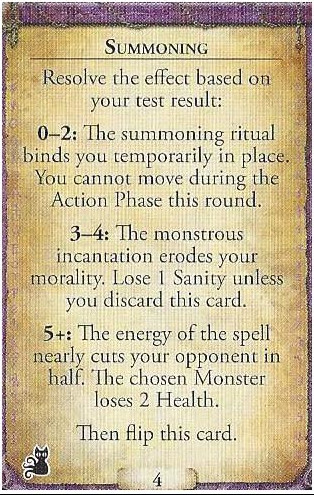 SUMMONING
Resolve the effect based on
your test result:
0–2: The summoning ritual
binds you temporarily in place.
You cannot move during the
Action Phase this round.
3–4: The monstrous
incantation erodes your
morality. Lose 1 Sanity unless
you discard this card.
5+: The energy of the spell
nearly cuts your opponent in
half. The chosen Monster
loses 2 Health.
Then flip this card.
4